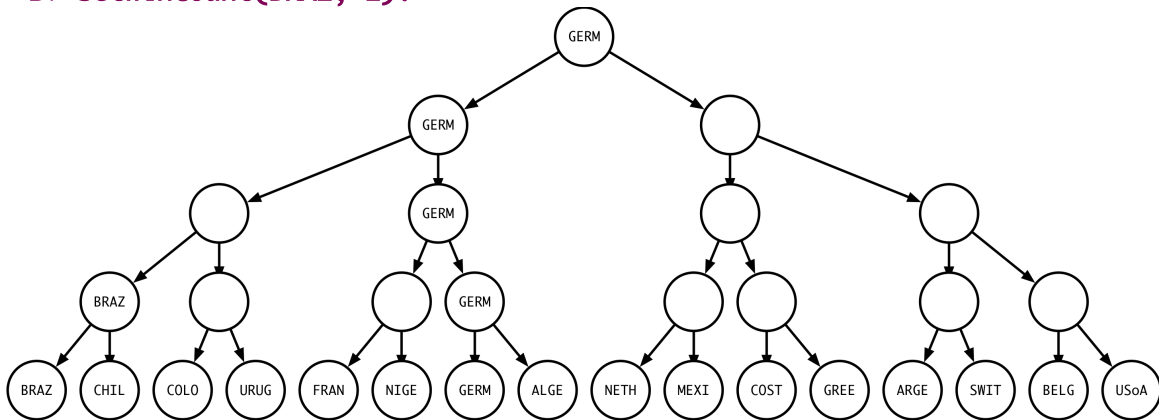 GERM
GERM
GERM
BRAZ GERM
BRAZ CHIL COLO URUG FRAN NIGE GERM ALGE NETH MEXI COST GREE ARGE SWIT BELG USoA